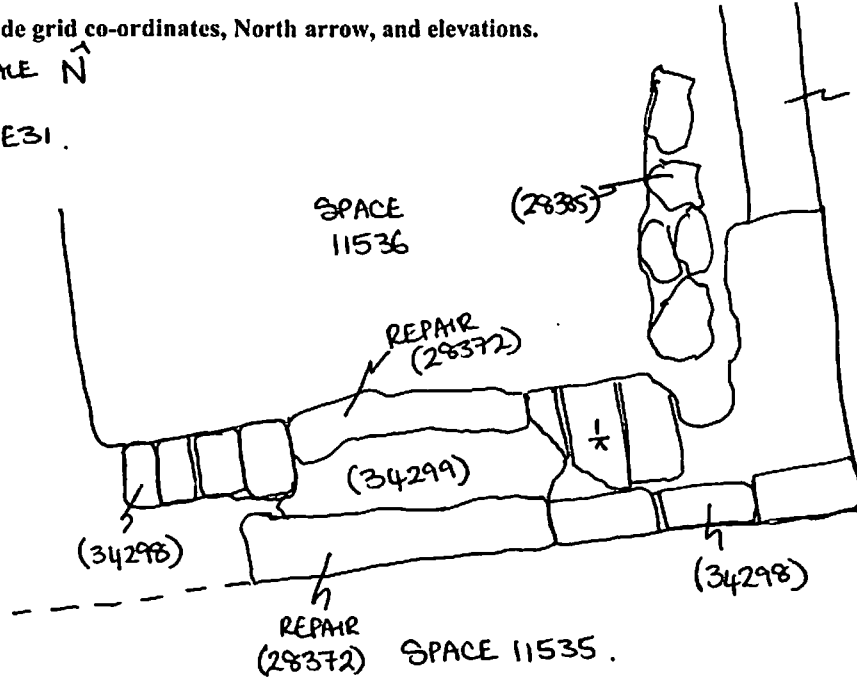 de grid co-ordinates, North arrow, and elevations.
N
E31.
SPACE
11536
(28385)
REPAIR
(28372)
(34299)
(34298)
(34298)
REPAIR
(28372)
SPACE 11535.